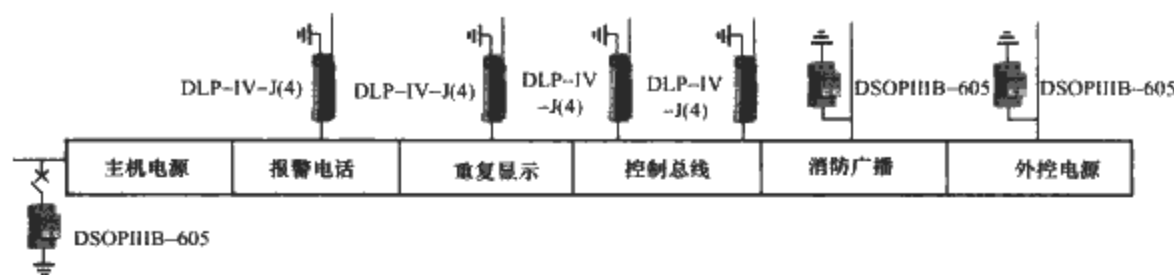 DLP-IV-J(4)
DLP-IV-J(4)
DLP-IV
-J(4)
DLP-IV
-J(4)
DSOPIIIB-605
DSOPIIIB-605
主机电源
报警电话
重复显示
控制总线
消防广播
外控电源
DSOPIIIB-605